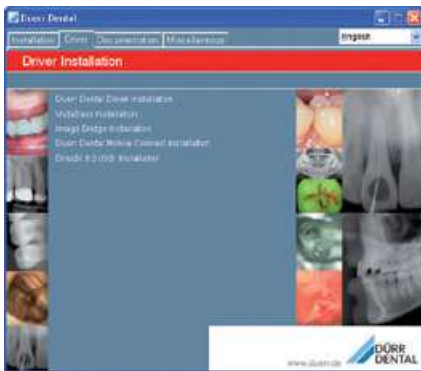 Duerr Dental
Installation Driver Documentation Miscellaneous English
Driver Installation
Duerr Dental Driver Installation
VistaEasy Installation
Image Bridge Installation
Duerr Dental Mobile Connect Installation
DirectX 9.0 Installation
www.duerr.de
DÜRR
DENTAL